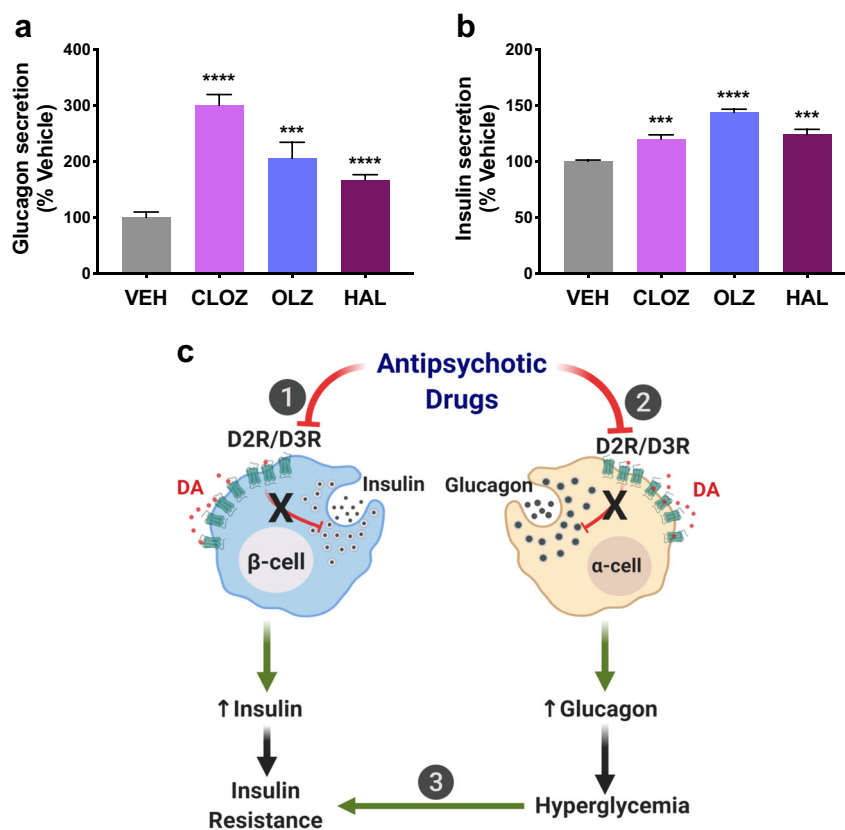 a
Glucagon secretion
(% Vehicle)
400
300
200
100
0
****
***
****
VEH CLOZ OLZ HAL
b
Insulin secretion
(% Vehicle)
200
150
100
50
0
***
****
***
VEH CLOZ OLZ HAL
c
Antipsychotic
Drugs
1
2
D2R/D3R
D2R/D3R
DA
Insulin
Glucagon
DA
X
X
β-cell
α-cell
↑Insulin
↑Glucagon
Insulin
Resistance
3
Hyperglycemia